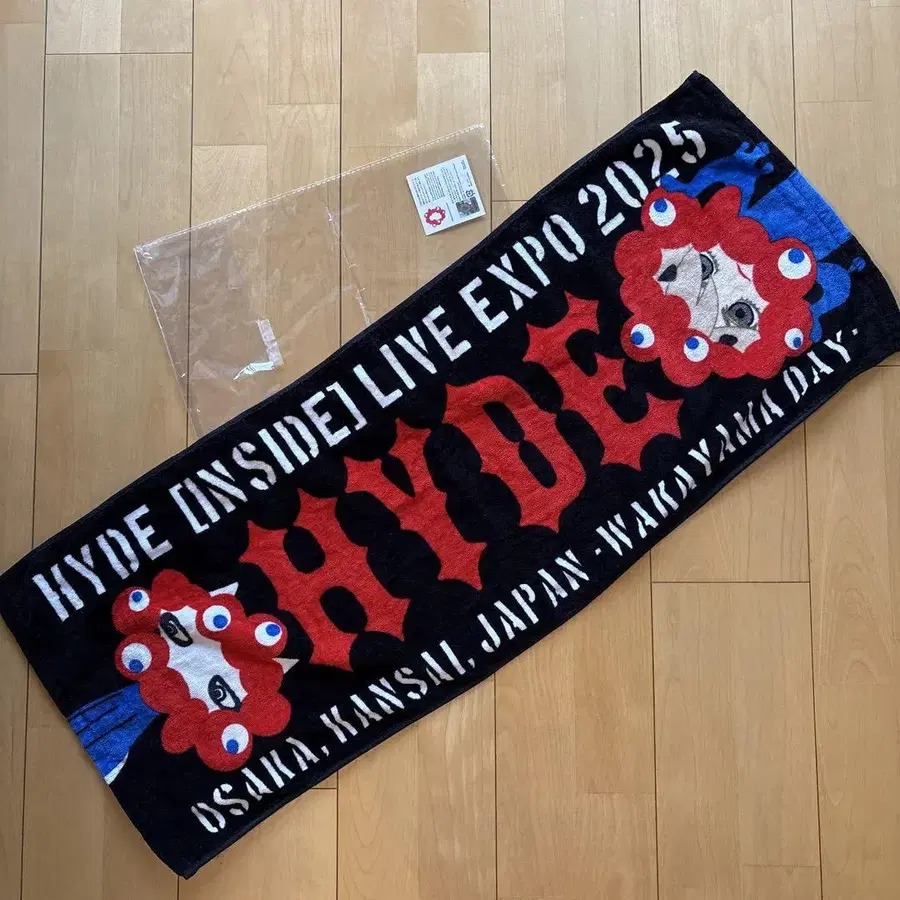 HYDE [INSIDE] LIVE EXPO 2025
HYDE
OSAKA, KANSAI, JAPAN -WAKAYAMA DAY-